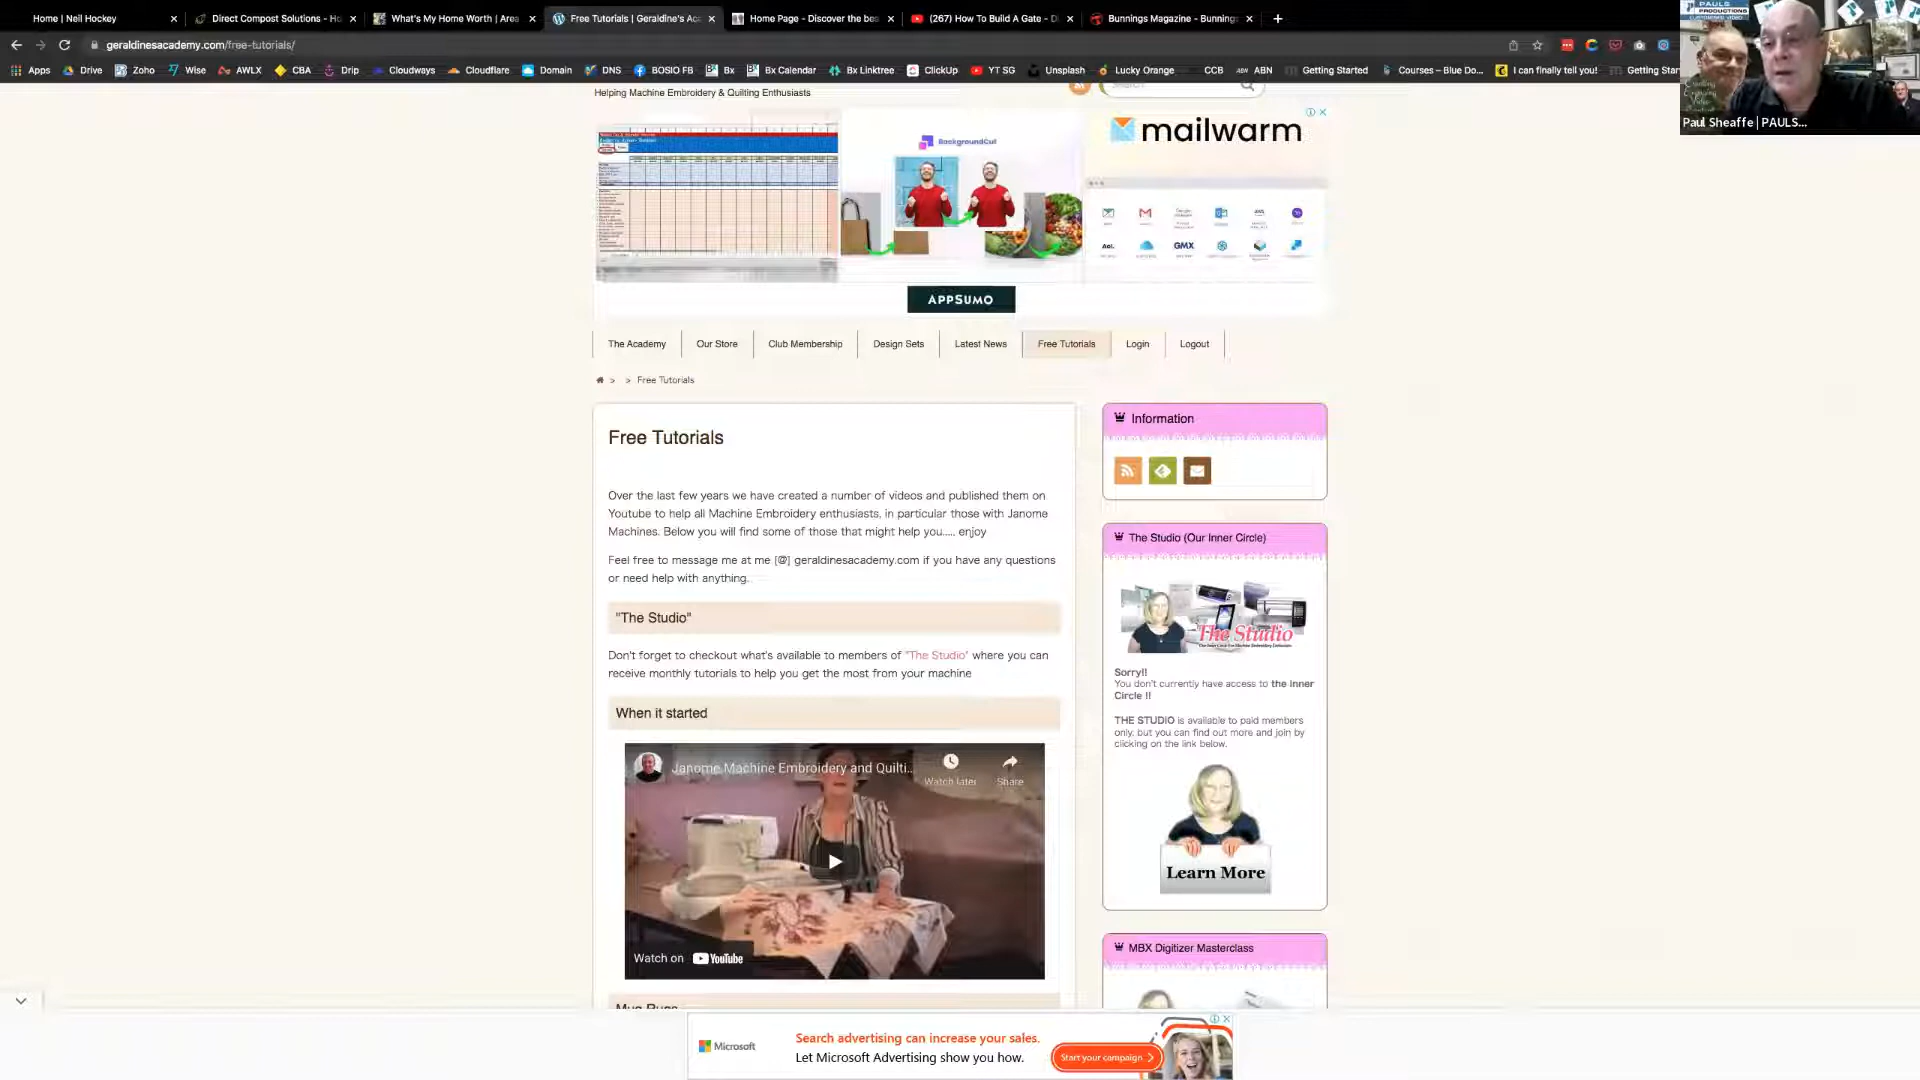 Home | Neil Hockey
Direct Compost Solutions - Ho
What's My Home Worth | Area
Free Tutorials | Geraldine's Aca
Home Page - Discover the bes
(267) How To Build A Gate - D
Bunnings Magazine - Bunning
geraldinesacademy.com/free-tutorials/
Apps Drive Zoho Wise AWLX CBA Drip Cloudways Cloudflare Domain DNS BOSIO FB Bx Bx Calendar Bx Linktree ClickUp YT SG Unsplash Lucky Orange CCB ABN Getting Started Courses – Blue Do... I can finally tell you! Getting Star
PAULS PRODUCTIONS
Paul Sheaffe | PAULS...
Helping Machine Embroidery & Quilting Enthusiasts
SEARCH
BackgroundCut
mailwarm
Aol.
GMX
APPSUMO
The Academy
Our Store
Club Membership
Design Sets
Latest News
Free Tutorials
Login
Logout
> > Free Tutorials
Free Tutorials
Over the last few years we have created a number of videos and published them on
Youtube to help all Machine Embroidery enthusiasts, in particular those with Janome
Machines. Below you will find some of those that might help you..... enjoy
Feel free to message me at me [@] geraldinesacademy.com if you have any questions
or need help with anything.
"The Studio"
Don't forget to checkout what's available to members of "The Studio" where you can
receive monthly tutorials to help you get the most from your machine
When it started
Janome Machine Embroidery and Quilti...
Watch later
Share
Watch on YouTube
Mug Rugs
Information
The Studio (Our Inner Circle)
The Studio
Sorry!!
You don't currently have access to the Inner
Circle !!
THE STUDIO is available to paid members
only, but you can find out more and join by
clicking on the link below.
Learn More
MBX Digitizer Masterclass
Microsoft
Search advertising can increase your sales.
Let Microsoft Advertising show you how.
Start your campaign >